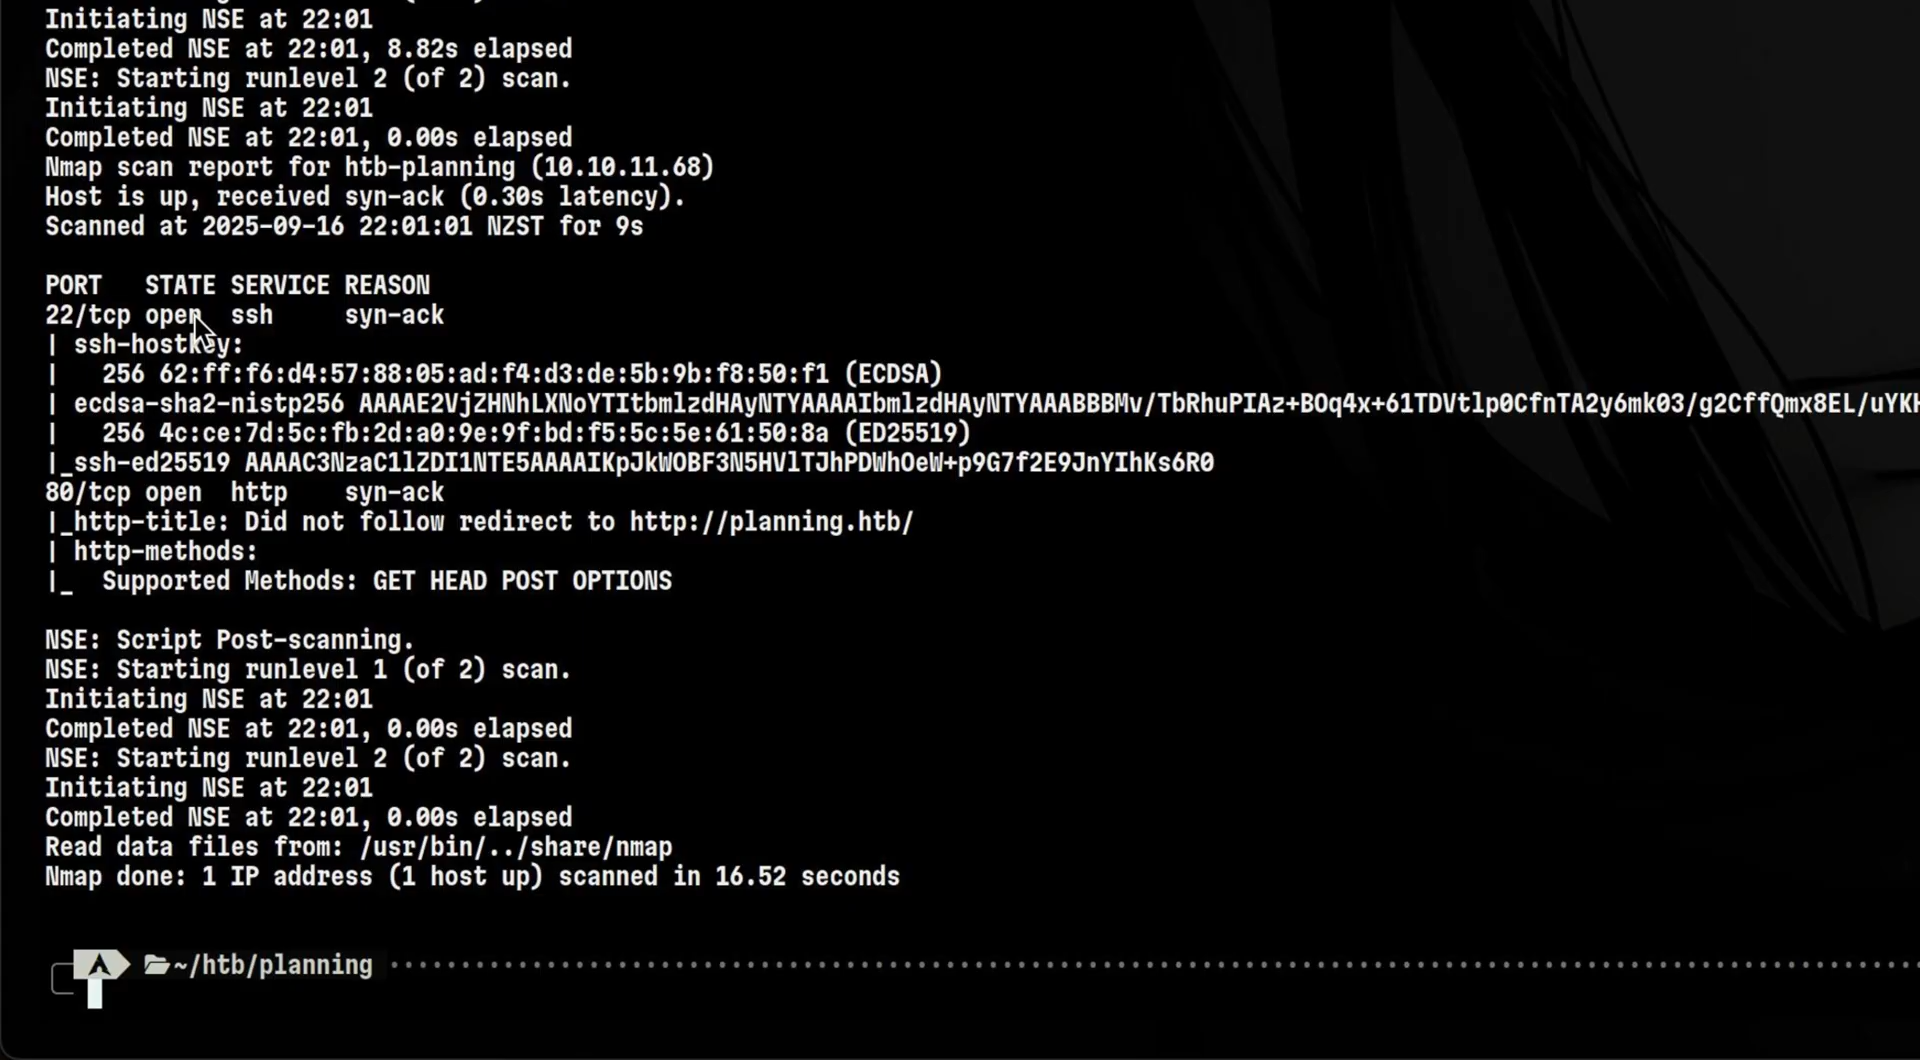 Initiating NSE at 22:01
Completed NSE at 22:01, 8.82s elapsed
NSE: Starting runlevel 2 (of 2) scan.
Initiating NSE at 22:01
Completed NSE at 22:01, 0.00s elapsed
Nmap scan report for htb-planning (10.10.11.68)
Host is up, received syn-ack (0.30s latency).
Scanned at 2025-09-16 22:01:01 NZST for 9s
PORT   STATE SERVICE REASON
22/tcp open  ssh     syn-ack
| ssh-hostkey:
|   256 62:ff:f6:d4:57:88:05:ad:f4:d3:de:5b:9b:f8:50:f1 (ECDSA)
| ecdsa-sha2-nistp256 AAAAE2VjZHNhLXNoYTItbmlzdHAyNTYAAAAIbmlzdHAyNTYAAABBBMv/TbRhuPIAz+BOq4x+61TDVtlp0CfnTA2y6mk03/g2CffQmx8EL/uYKH
|   256 4c:ce:7d:5c:fb:2d:a0:9e:9f:bd:f5:5c:5e:61:50:8a (ED25519)
|_ssh-ed25519 AAAAC3NzaC1lZDI1NTE5AAAAIKpJkWOBF3N5HVlTJhPDWhOeW+p9G7f2E9JnYIhKs6R0
80/tcp open  http    syn-ack
|_http-title: Did not follow redirect to http://planning.htb/
| http-methods:
|_  Supported Methods: GET HEAD POST OPTIONS
NSE: Script Post-scanning.
NSE: Starting runlevel 1 (of 2) scan.
Initiating NSE at 22:01
Completed NSE at 22:01, 0.00s elapsed
NSE: Starting runlevel 2 (of 2) scan.
Initiating NSE at 22:01
Completed NSE at 22:01, 0.00s elapsed
Read data files from: /usr/bin/../share/nmap
Nmap done: 1 IP address (1 host up) scanned in 16.52 seconds
~/htb/planning